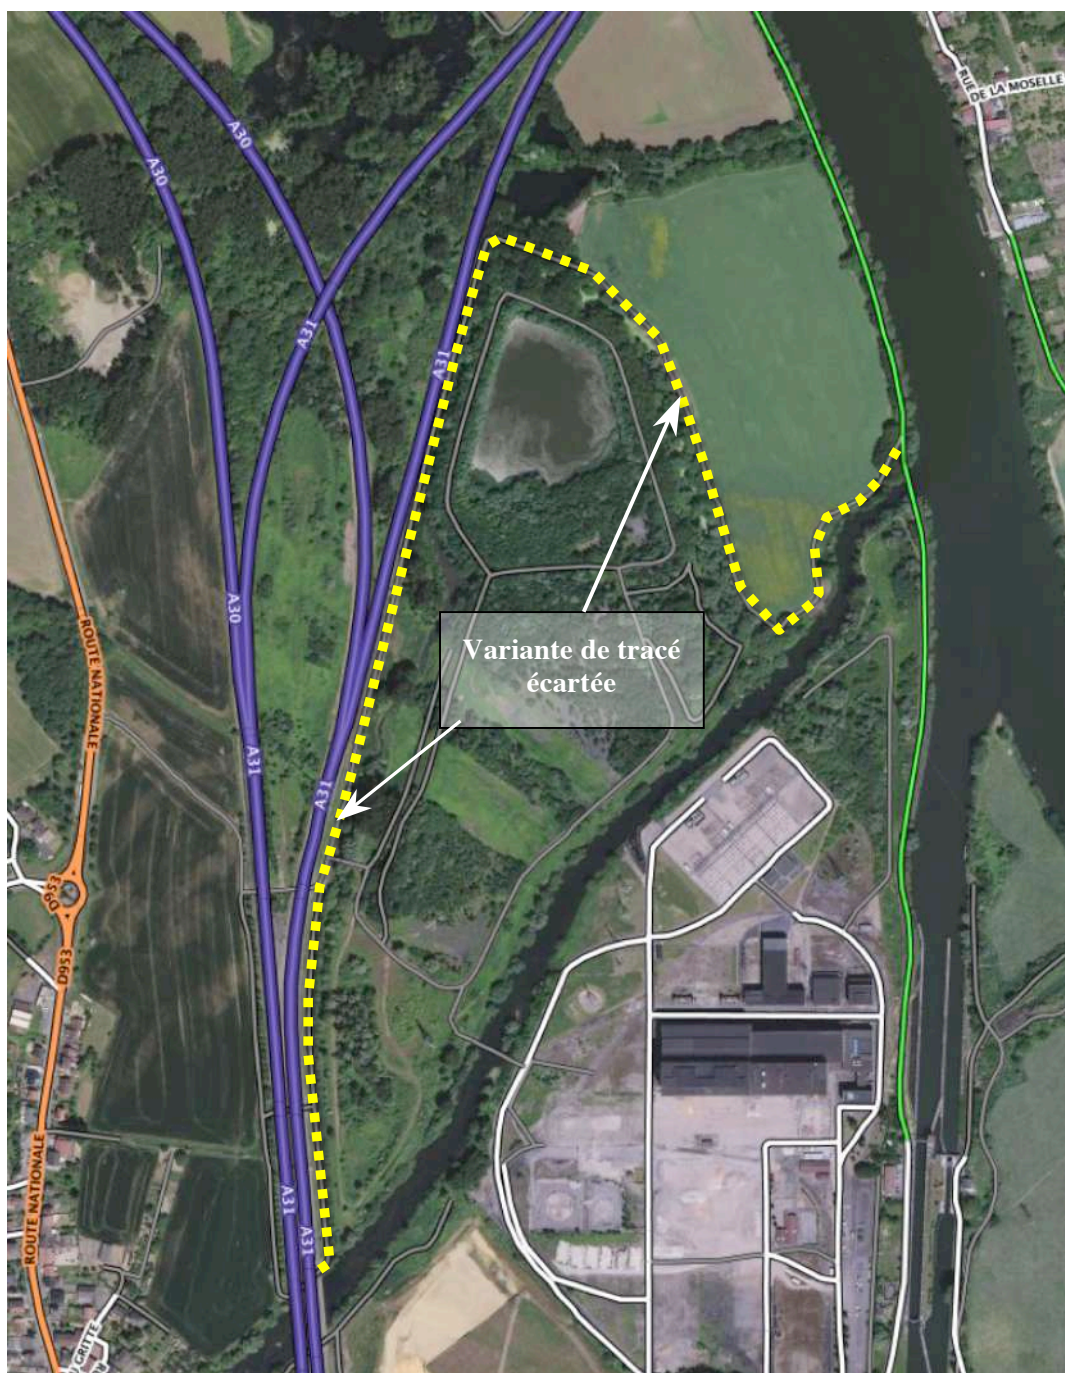 RUE
DE LA MOSELLE
A30
A30
A31
A31
A30
ROUTE NATIONALE
Variante de tracé
écartée
A31
A31
D953
D953
ROUTE NATIONALE
A31
A31
GRITTE